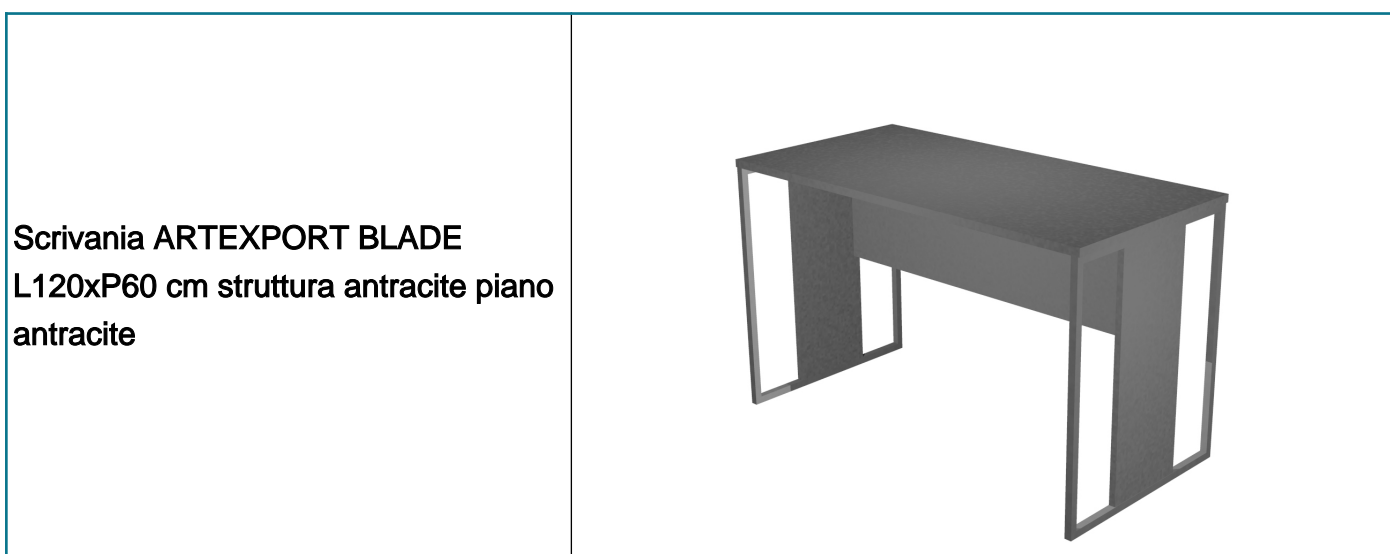 Scrivania ARTEXPORT BLADE
L120xP60 cm struttura antracite piano
antracite